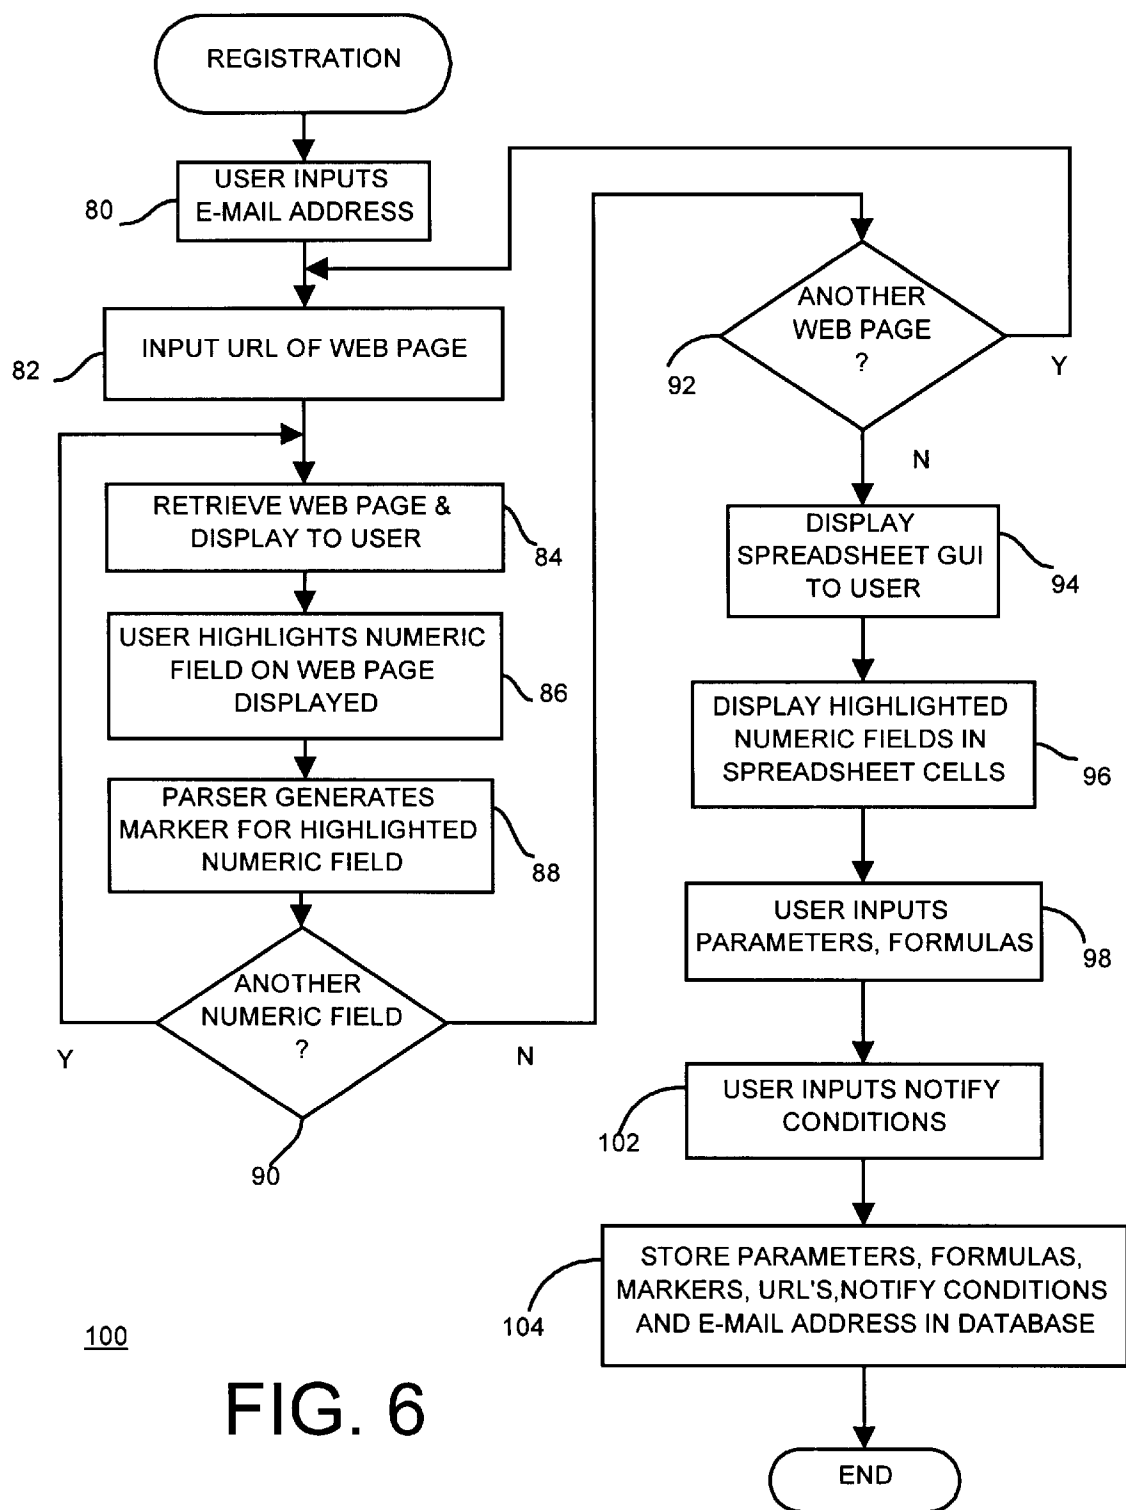 REGISTRATION
USER INPUTS
E-MAIL ADDRESS
80
INPUT URL OF WEB PAGE
82
RETRIEVE WEB PAGE &
DISPLAY TO USER
84
USER HIGHLIGHTS NUMERIC
FIELD ON WEB PAGE
DISPLAYED
86
PARSER GENERATES
MARKER FOR HIGHLIGHTED
NUMERIC FIELD
88
ANOTHER
NUMERIC FIELD
?
Y
N
90
ANOTHER
WEB PAGE
?
92
Y
N
DISPLAY
SPREADSHEET GUI
TO USER
94
DISPLAY HIGHLIGHTED
NUMERIC FIELDS IN
SPREADSHEET CELLS
96
USER INPUTS
PARAMETERS, FORMULAS
98
USER INPUTS NOTIFY
CONDITIONS
102
STORE PARAMETERS, FORMULAS,
MARKERS, URL'S,NOTIFY CONDITIONS
AND E-MAIL ADDRESS IN DATABASE
104
END
100
FIG. 6